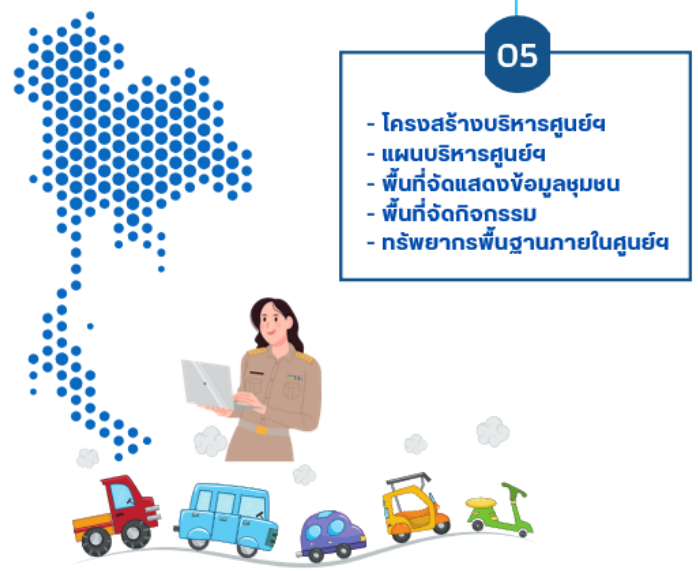 05
- โครงสร้างบริหารศูนย์ฯ
- แผนบริหารศูนย์ฯ
- พื้นที่จัดแสดงข้อมูลชุมชน
- พื้นที่จัดกิจกรรม
- ทรัพยากรพื้นฐานภายในศูนย์ฯ